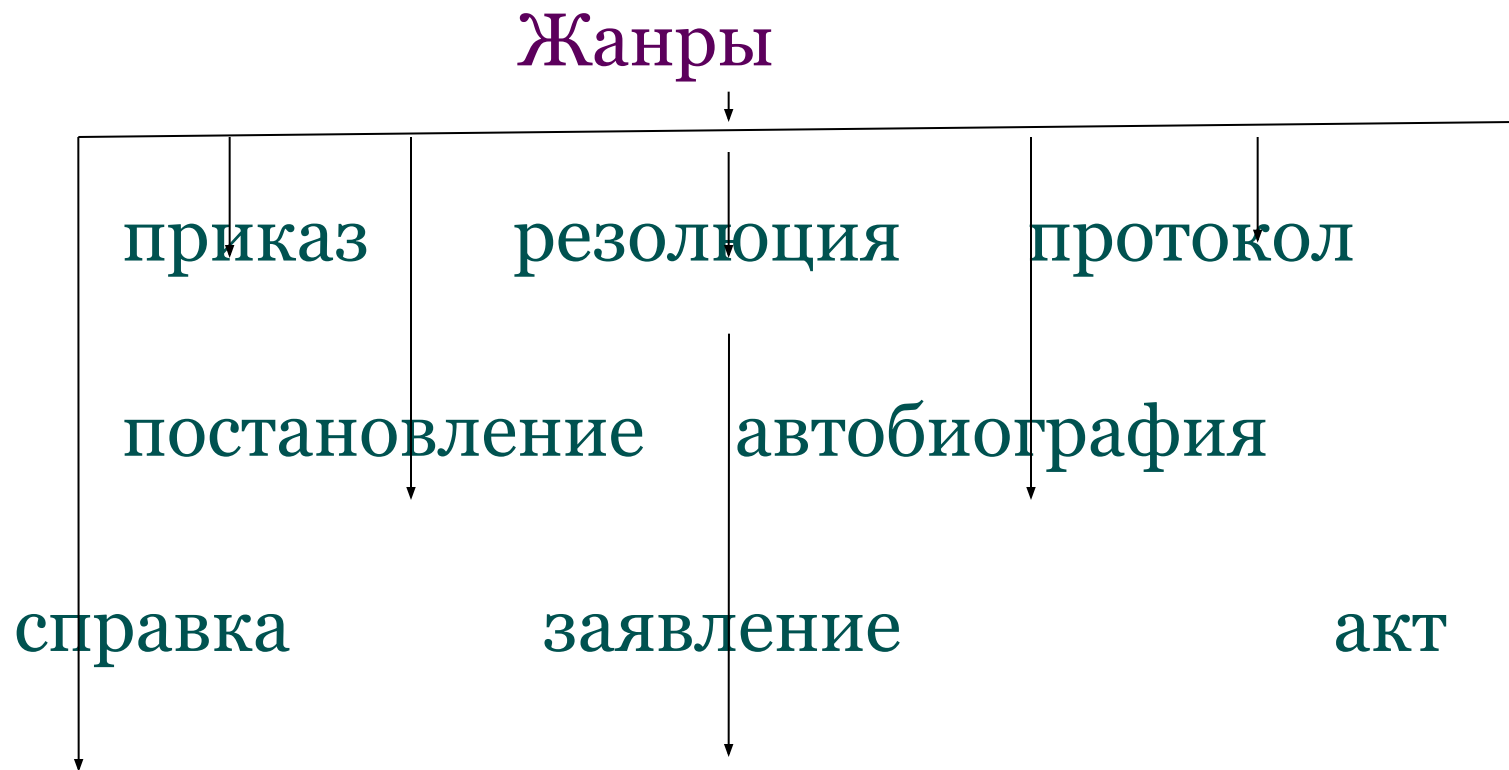 Жанры
приказ резолюция протокол
постановление автобиография
справка заявление акт